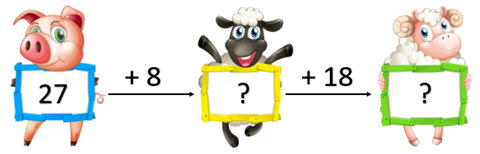 27 + 8 ? + 18 ?